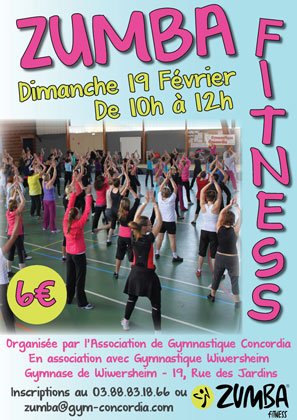 ZUMBA
FITNESS
Dimanche 19 Février
De 10h à 12h
6€
Organisée par l'Association de Gymnastique Concordia
En association avec Gymnastique Wiwersheim
Gymnase de Wiwersheim - 19, Rue des Jardins
Inscriptions au 03.88.83.18.66 ou
zumba@gym-concordia.com
ZUMBA
FITNESS